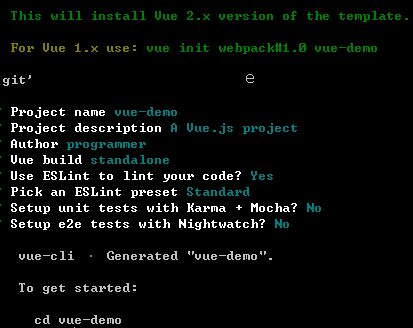 This will install Vue 2.x version of the template.
For Vue 1.x use: vue init webpack#1.0 vue-demo
git'
e
Project name vue-demo
Project description A Vue.js project
Author programmer
Vue build standalone
Use ESLint to lint your code? Yes
Pick an ESLint preset Standard
Setup unit tests with Karma + Mocha? No
Setup e2e tests with Nightwatch? No
vue-cli · Generated "vue-demo".
To get started:
cd vue-demo